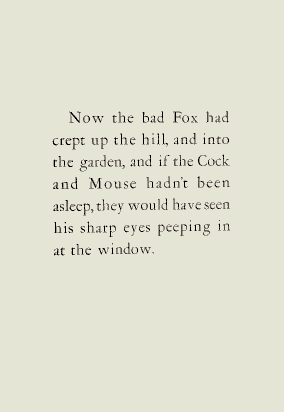 Now the bad Fox had
crept up the hill, and into
the garden, and if the Cock
and Mouse hadn't been
asleep, they would have seen
his sharp eyes peeping in
at the window.